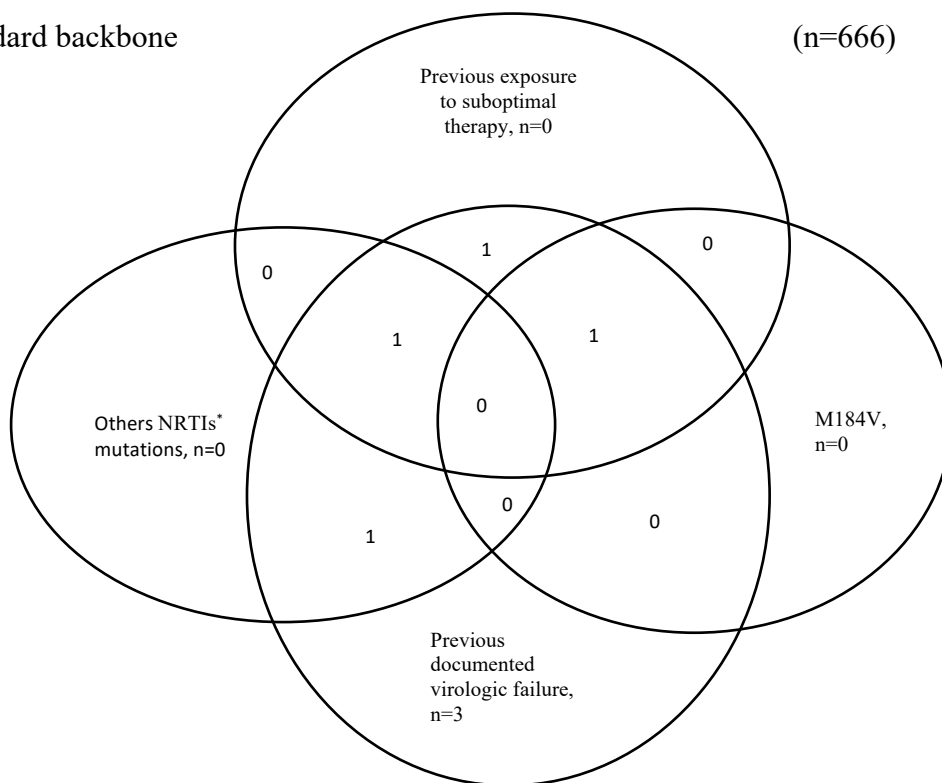 dard backbone (n=666)
Previous exposure
to suboptimal
therapy, n=0
1
0
0
1
1
0
Others NRTIs*
mutations, n=0
M184V,
n=0
0
0
1
Previous
documented
virologic failure,
n=3